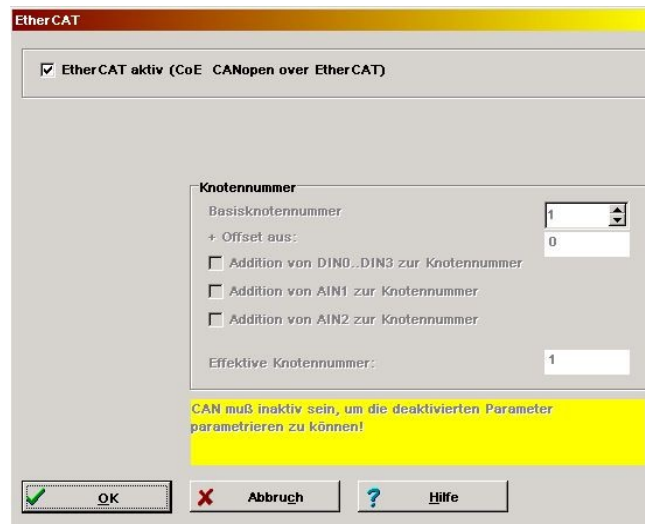 EtherCAT
EtherCAT aktiv (CoE CANopen over EtherCAT)
Knotennummer
Basisknotennummer
1
+ Offset aus:
0
Addition von DIN0..DIN3 zur Knotennummer
Addition von AIN1 zur Knotennummer
Addition von AIN2 zur Knotennummer
Effektive Knotennummer:
1
CAN muß inaktiv sein, um die deaktivierten Parameter
parametrieren zu können!
OK
Abbruch
?
Hilfe